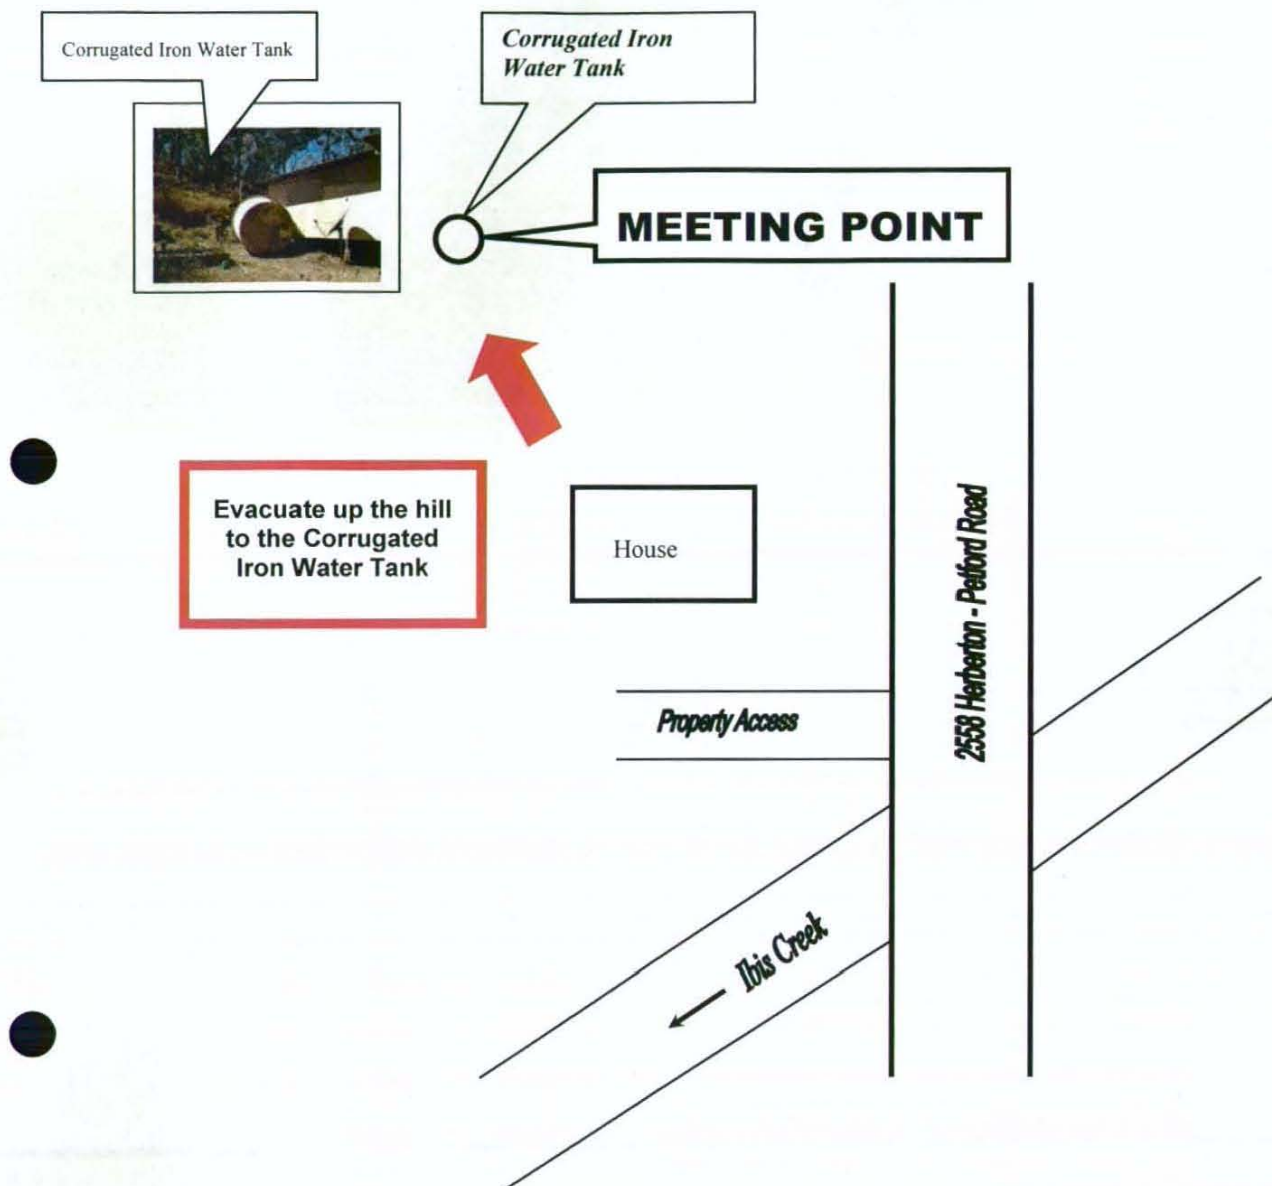 Corrugated Iron Water Tank
Corrugated Iron
Water Tank
MEETING POINT
Evacuate up the hill
to the Corrugated
Iron Water Tank
House
2558 Herberton - Petford Road
Property Access
Ibis Creek